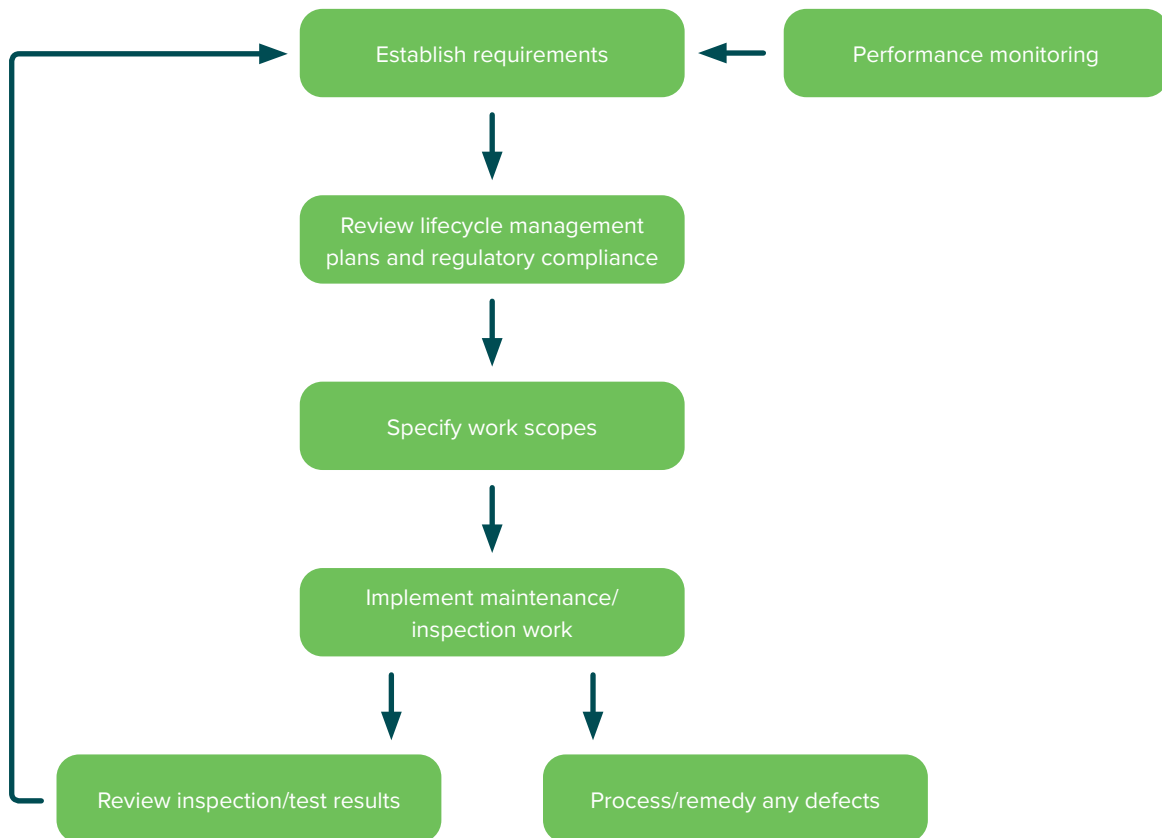 Establish requirements
Performance monitoring
Review lifecycle management
plans and regulatory compliance
Specify work scopes
Implement maintenance/
inspection work
Review inspection/test results
Process/remedy any defects